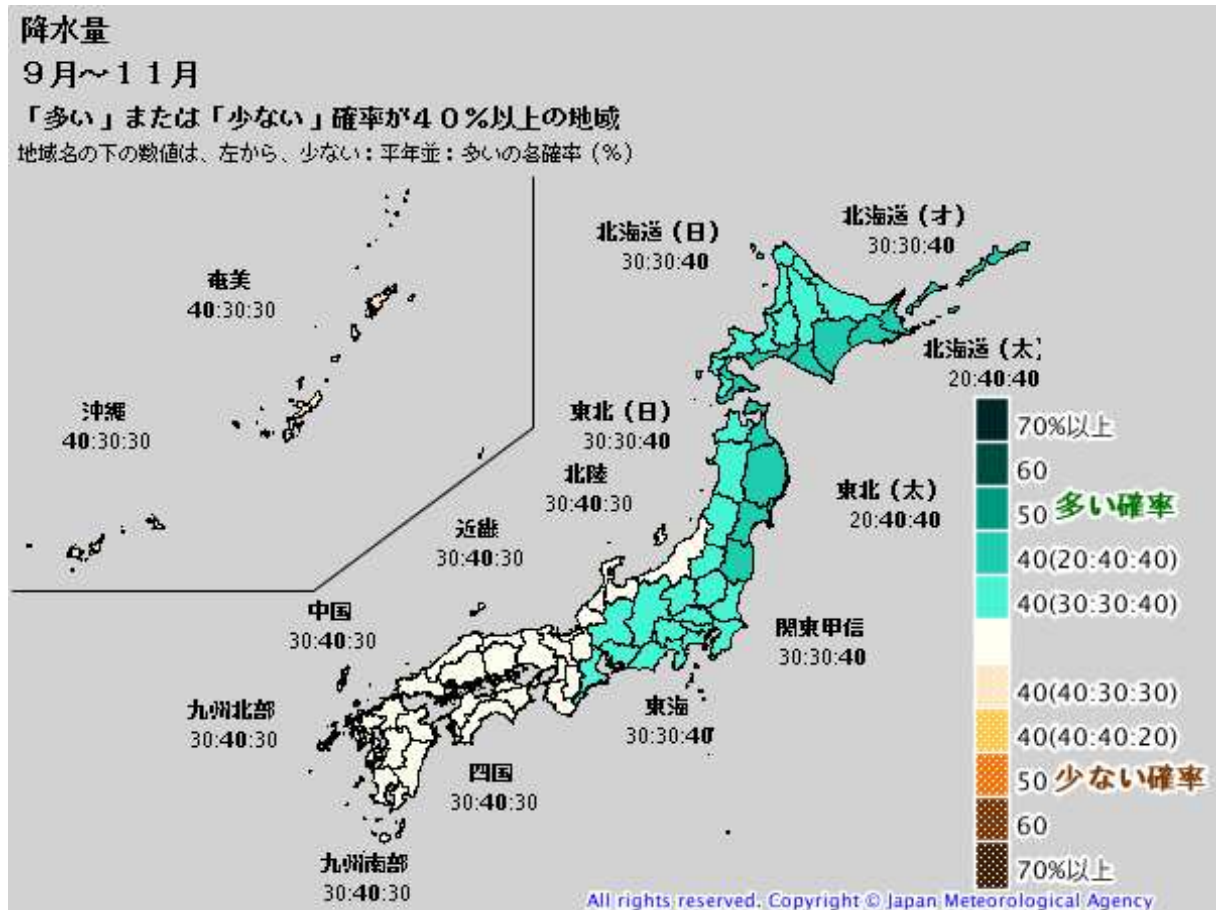 降水量
9月～11月
「多い」または「少ない」確率が40%以上の地域
地域名の下の数値は、左から、少ない：平年並：多いの各確率（%）
北海道（日）
30:30:40
北海道（オ）
30:30:40
奄美
40:30:30
北海道（太）
20:40:40
沖縄
40:30:30
東北（日）
30:30:40
北陸
30:40:30
東北（太）
20:40:40
近畿
30:40:30
中国
30:40:30
関東甲信
30:30:40
九州北部
30:40:30
東海
30:30:40
四国
30:40:30
九州南部
30:40:30
70%以上
60
50 多い確率
40(20:40:40)
40(30:30:40)
40(40:30:30)
40(40:40:20)
50 少ない確率
60
70%以上
All rights reserved. Copyright © Japan Meteorological Agency